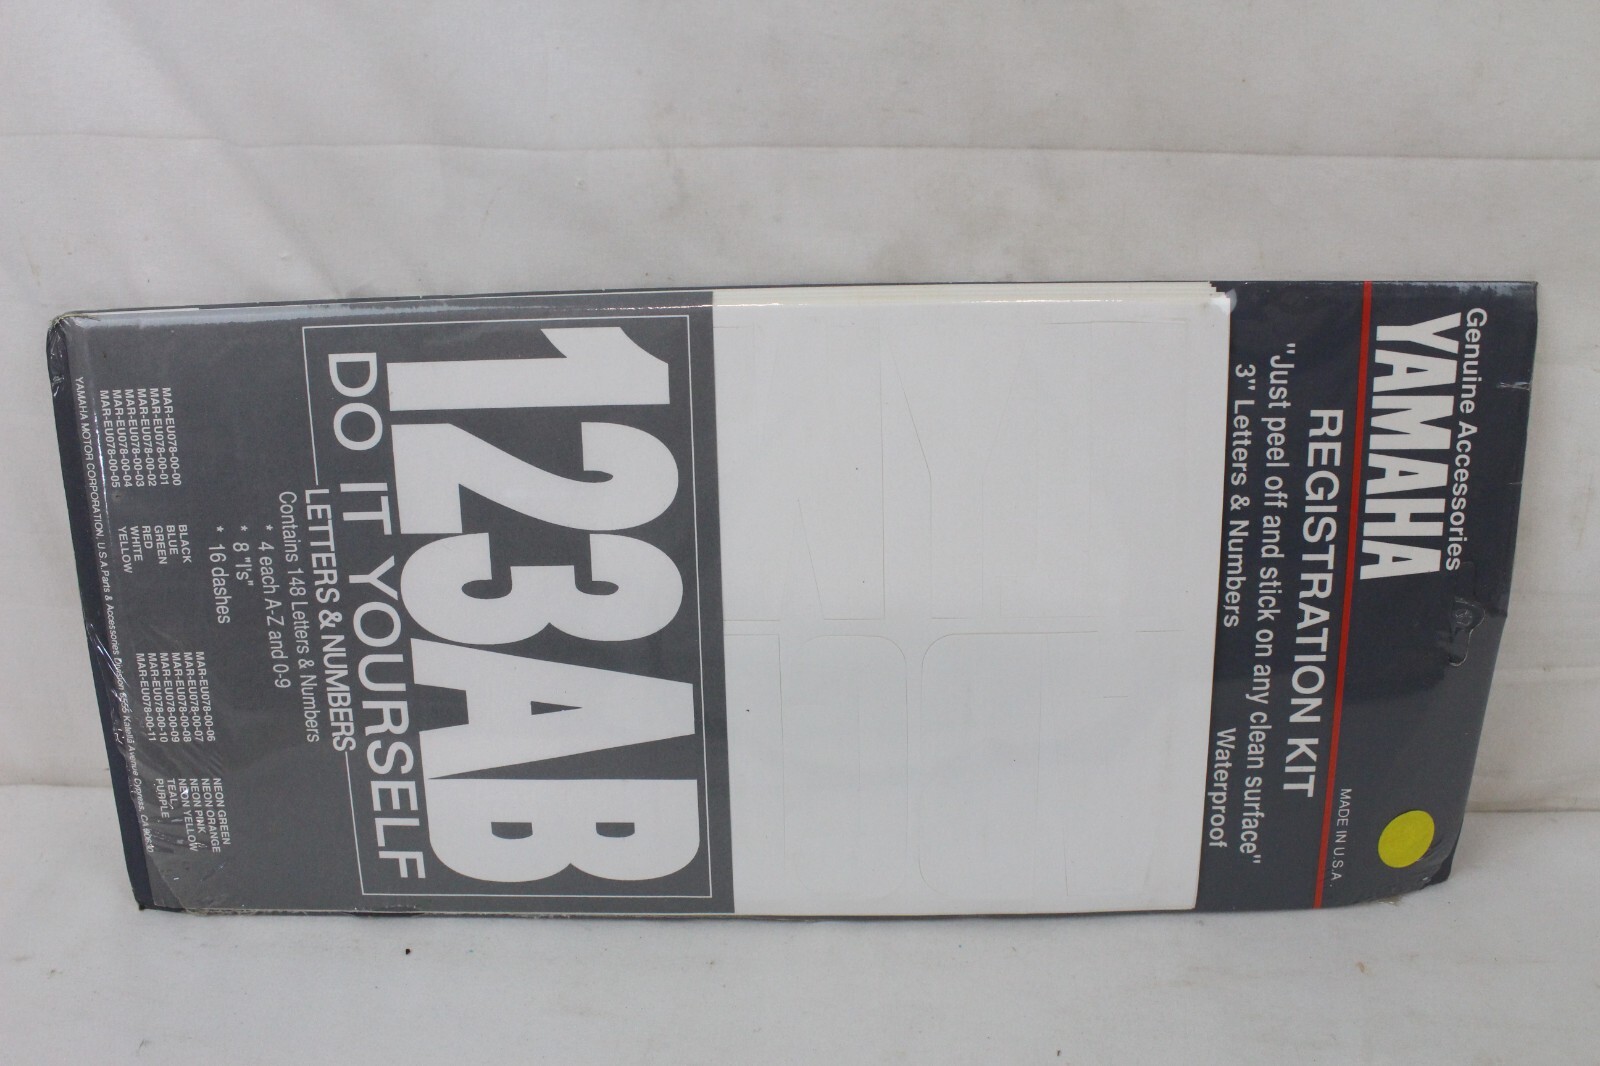 Genuine Accessories
YAMAHA
MADE IN U.S.A.
REGISTRATION KIT
"Just peel off and stick on any clean surface"
3" Letters & Numbers
Waterproof
123AB
DO IT YOURSELF
LETTERS & NUMBERS
Contains 148 Letters & Numbers
* 4 each A-Z and 0-9
* 8 "I's"
* 16 dashes
MAR-EU078-00-00 BLACK
MAR-EU078-00-01 BLUE
MAR-EU078-00-02 GREEN
MAR-EU078-00-03 RED
MAR-EU078-00-04 WHITE
MAR-EU078-00-05 YELLOW
MAR-EU078-00-06 NEON GREEN
MAR-EU078-00-07 NEON ORANGE
MAR-EU078-00-08 NEON PINK
MAR-EU078-00-09 NEON YELLOW
MAR-EU078-00-10 TEAL
MAR-EU078-00-11 PURPLE
YAMAHA MOTOR CORPORATION, U.S.A. Parts & Accessories Division Katella Avenue Cypress, CA